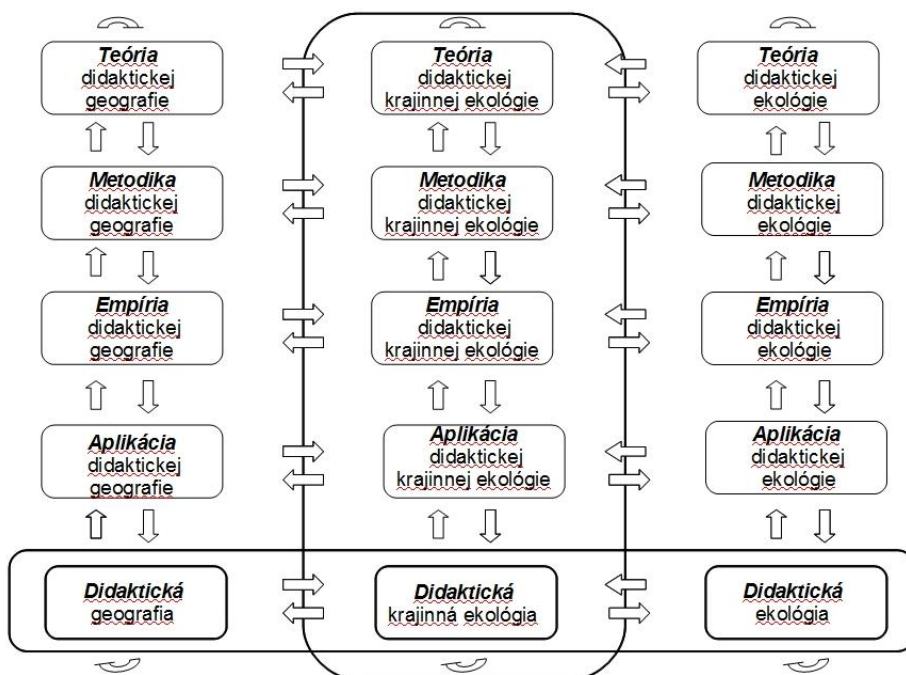 Teória
didaktickej
geografie
Teória
didaktickej
krajinnej ekológie
Teória
didaktickej
ekológie
Metodika
didaktickej
geografie
Metodika
didaktickej
krajinnej ekológie
Metodika
didaktickej
ekológie
Empíria
didaktickej
geografie
Empíria
didaktickej
krajinnej ekológie
Empíria
didaktickej
ekológie
Aplikácia
didaktickej
geografie
Aplikácia
didaktickej
krajinnej ekológie
Aplikácia
didaktickej
ekológie
Didaktická
geografia
Didaktická
krajinná ekológia
Didaktická
ekológia